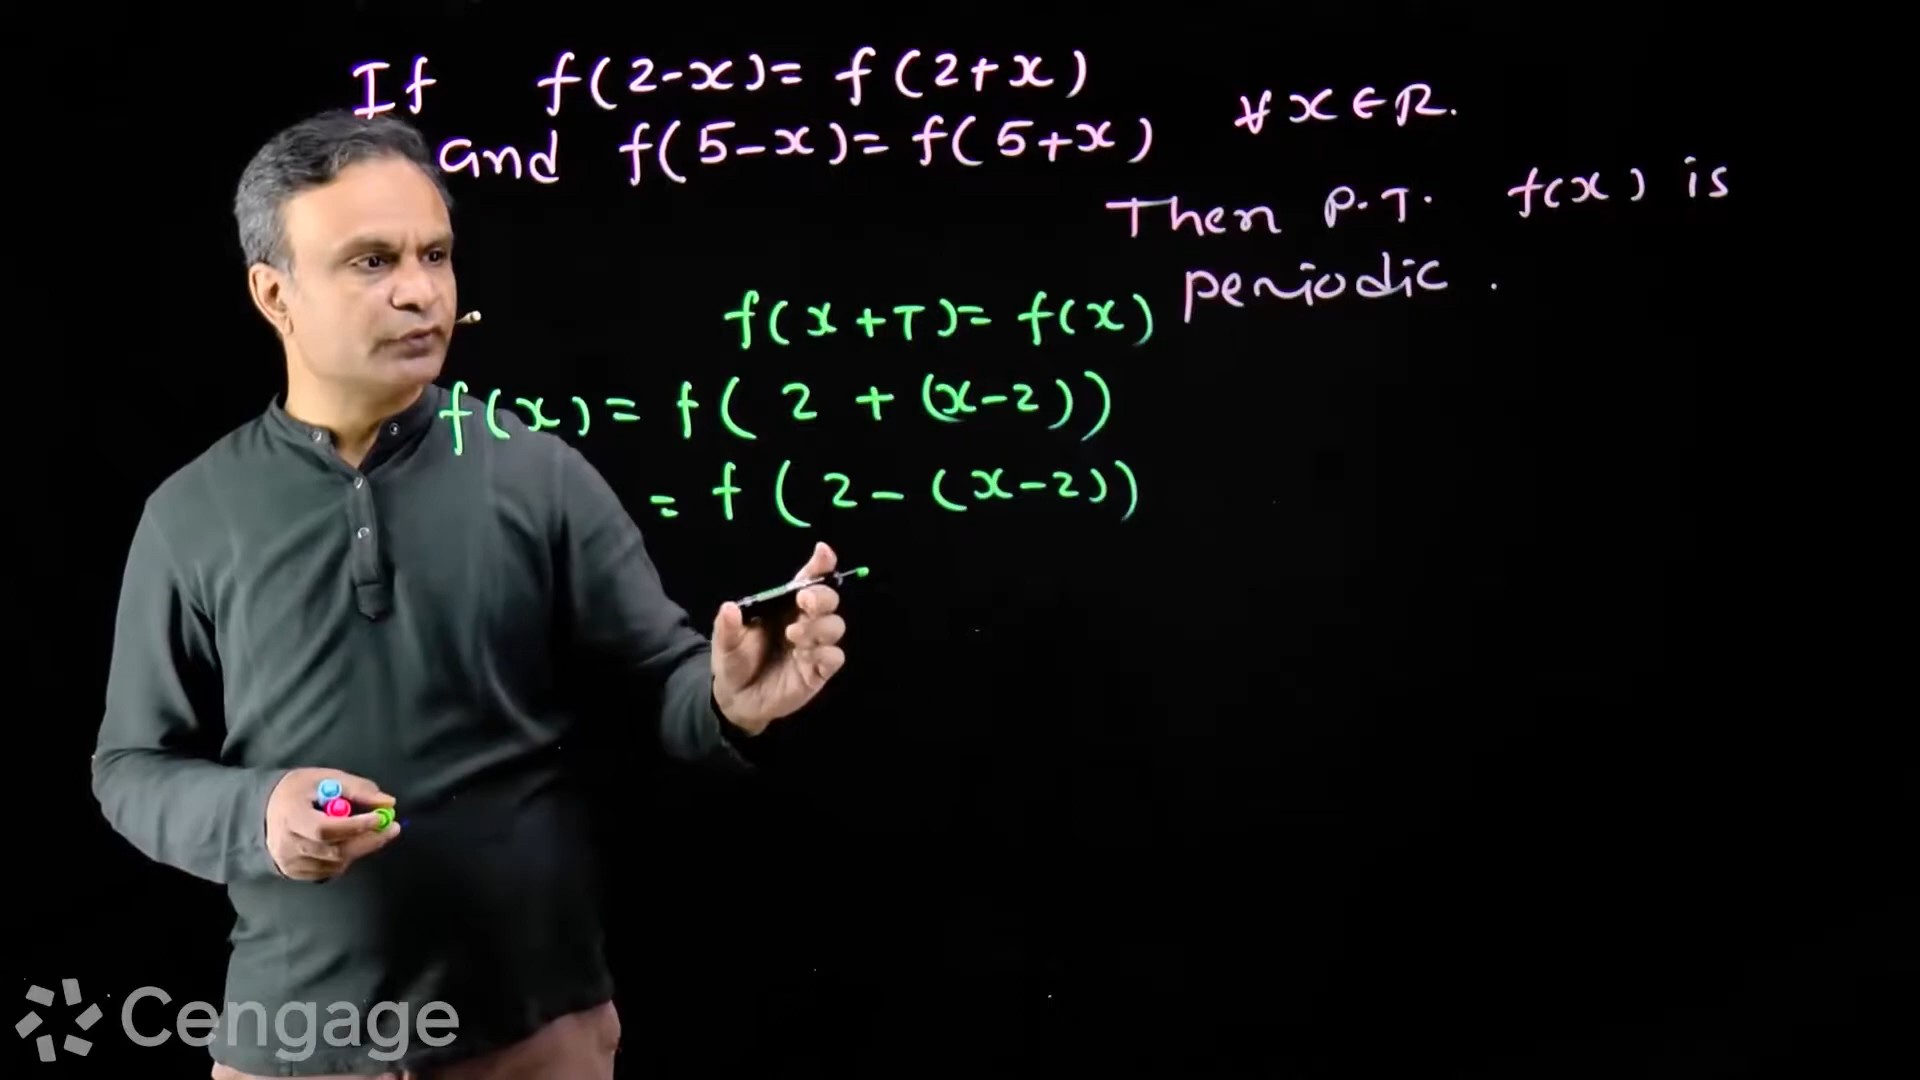 If f(2-x)= f(2+x)
and f(5-x)= f(5+x) ∀ x ∈ R.
Then P.T. f(x) is
periodic.
f(x+T)= f(x)
f(x) = f( 2 + (x-2))
= f (2 - (x-2))
Cengage